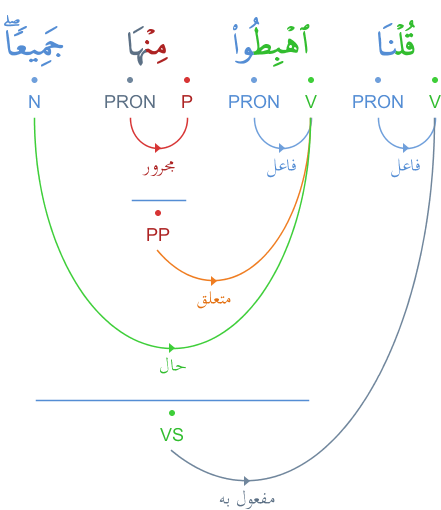 قُلْنَا ٱهْبِطُوا۟ مِنْهَا جَمِيعًۭا ۖ
V PRON V PRON P PRON N
فاعل فاعل مجرور
PP
متعلق
حال
VS
مفعول به